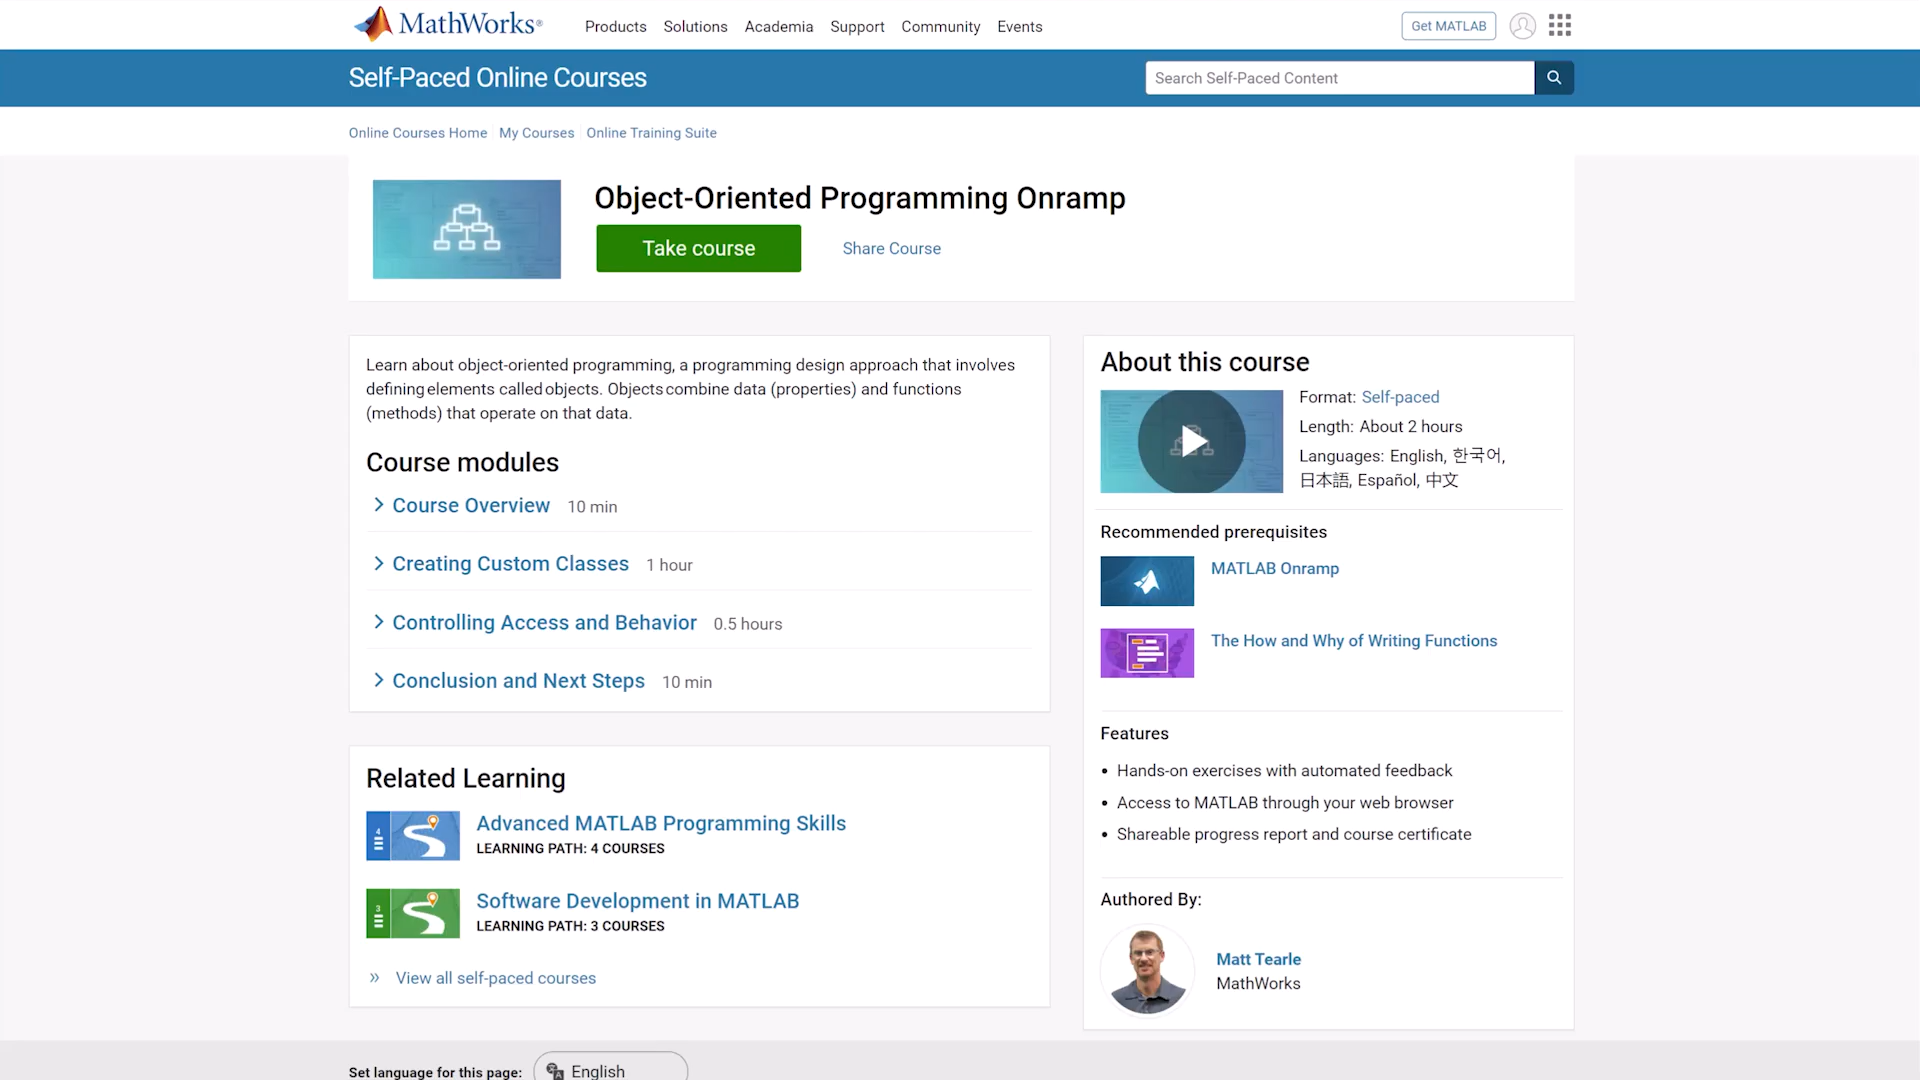 MathWorks®
Products Solutions Academia Support Community Events
Get MATLAB
Self-Paced Online Courses
Search Self-Paced Content
Online Courses Home My Courses Online Training Suite
Object-Oriented Programming Onramp
Take course Share Course
Learn about object-oriented programming, a programming design approach that involves
defining elements called objects. Objects combine data (properties) and functions
(methods) that operate on that data.
Course modules
Course Overview 10 min
Creating Custom Classes 1 hour
Controlling Access and Behavior 0.5 hours
Conclusion and Next Steps 10 min
Related Learning
4
Advanced MATLAB Programming Skills
LEARNING PATH: 4 COURSES
3
Software Development in MATLAB
LEARNING PATH: 3 COURSES
» View all self-paced courses
About this course
Format: Self-paced
Length: About 2 hours
Languages: English, 한국어,
日本語, Español, 中文
Recommended prerequisites
MATLAB Onramp
The How and Why of Writing Functions
Features
• Hands-on exercises with automated feedback
• Access to MATLAB through your web browser
• Shareable progress report and course certificate
Authored By:
Matt Tearle
MathWorks
Set language for this page: English